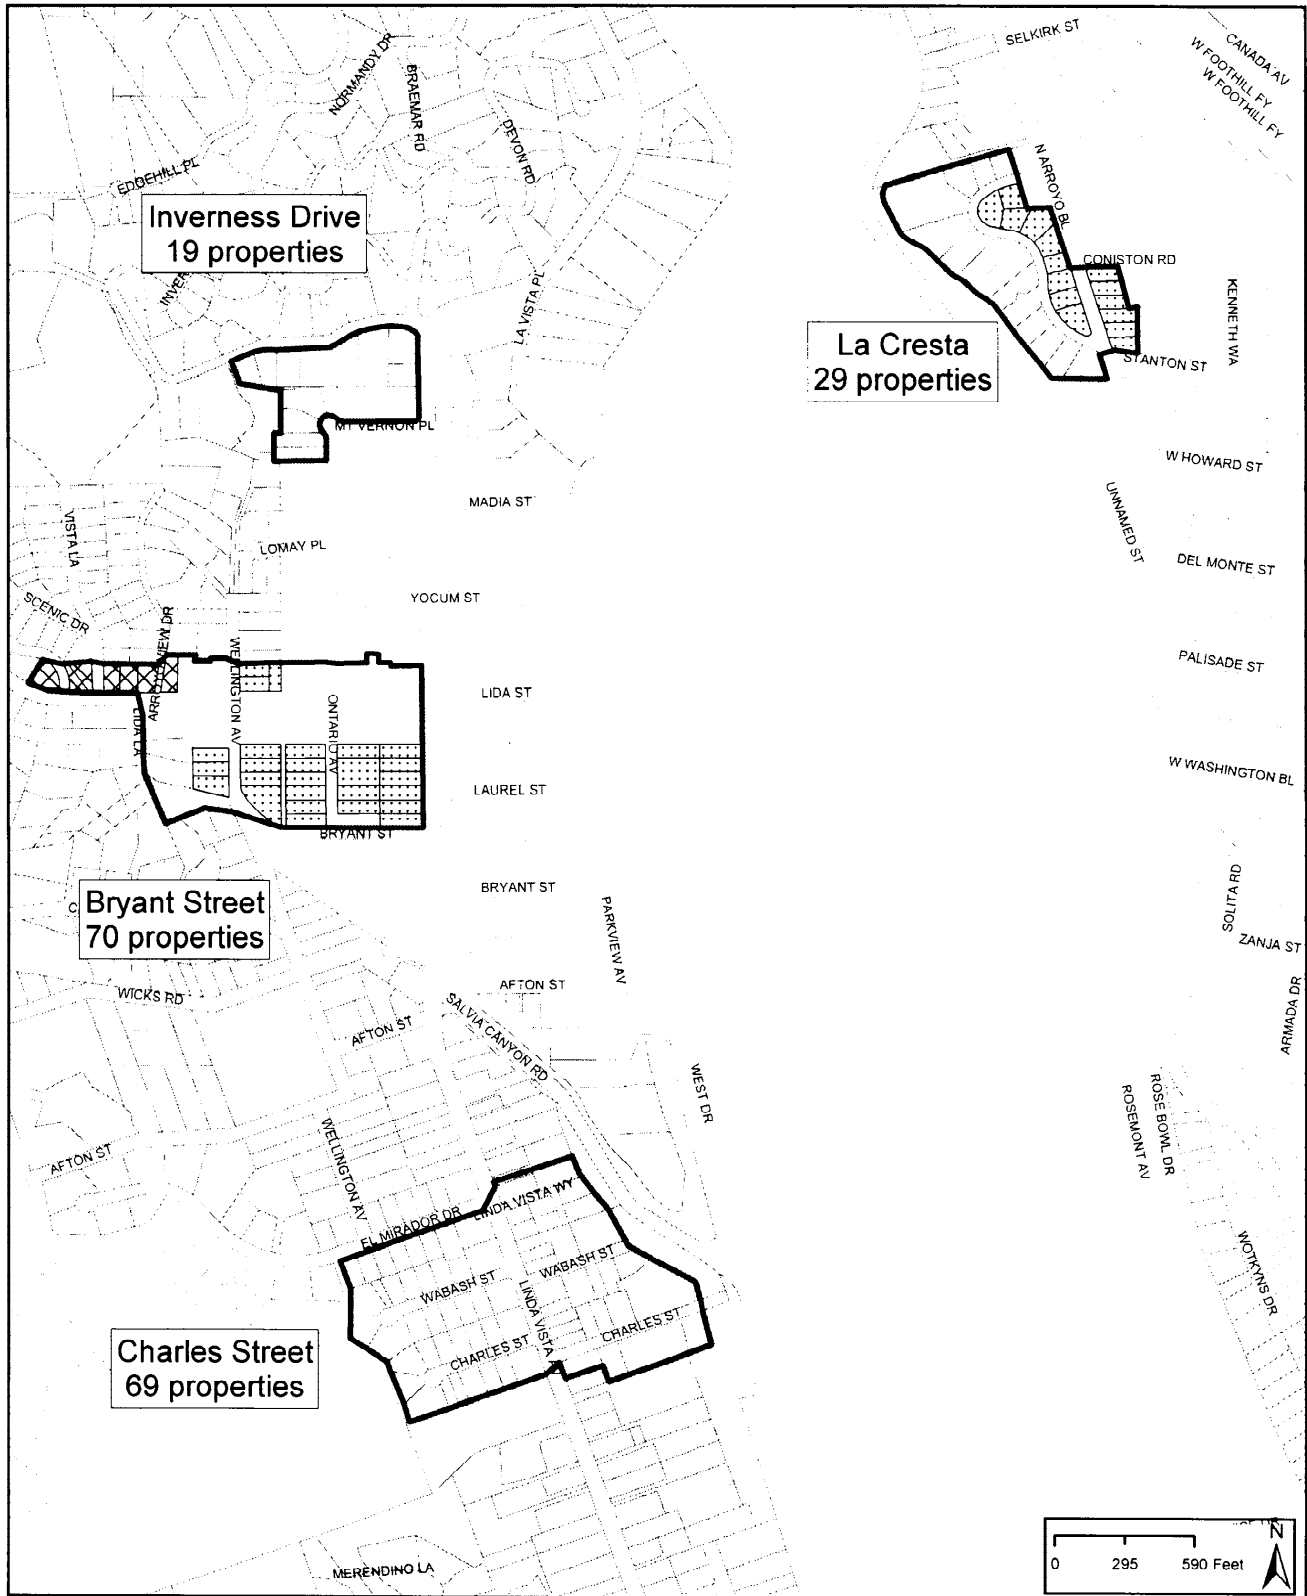 SELKIRK ST
CANADA AV
W FOOTHILL FY
W FOOTHILL FY
NORMANDY DR
BRAEMAR RD
DEVON RD
EDGEHILL PL
N ARROYO BL
Inverness Drive
19 properties
CONISTON RD
LA VISTA PL
KENNETH WA
La Cresta
29 properties
STANTON ST
MT VERNON PL
W HOWARD ST
MADIA ST
UNNAMED ST
VISTA LA
LOMAY PL
DEL MONTE ST
YOCUM ST
SCENIC DR
PALISADE ST
WELLINGTON AV
LIDA ST
LIDA LA
ONTARIO AV
W WASHINGTON BL
LAUREL ST
BRYANT ST
BRYANT ST
Bryant Street
70 properties
PARKVIEW AV
SOLITA RD
ZANJA ST
WICKS RD
AFTON ST
AFTON ST
SALVIA CANYON RD
ARMADA DR
WEST DR
ROSE BOWL DR
ROSEMONT AV
AFTON ST
WELLINGTON AV
EL MIRADOR DR
LINDA VISTA WY
WOTKYNS DR
WABASH ST
WABASH ST
LINDA VISTA
CHARLES ST
CHARLES ST
Charles Street
69 properties
N
0 295 590 Feet
MERENDINO LA